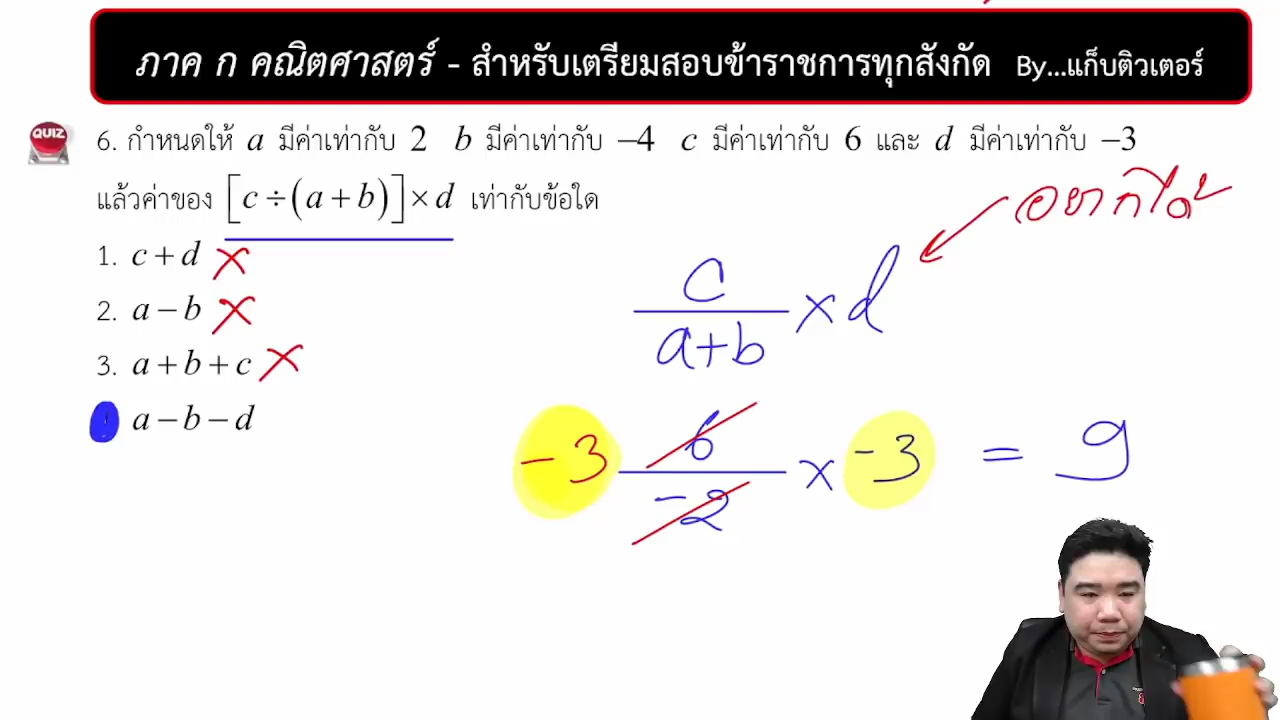 ภาค ก คณิตศาสตร์ - สำหรับเตรียมสอบข้าราชการทุกสังกัด By...แก็บติวเตอร์
QUIZ
6. กำหนดให้ a มีค่าเท่ากับ 2 b มีค่าเท่ากับ −4 c มีค่าเท่ากับ 6 และ d มีค่าเท่ากับ −3
แล้วค่าของ [c ÷ (a + b)] × d เท่ากับข้อใด
อยากได้
1. c + d
2. a − b
3. a + b + c
a − b − d
c
a+b × d
-3 6
-2 × -3 = 9